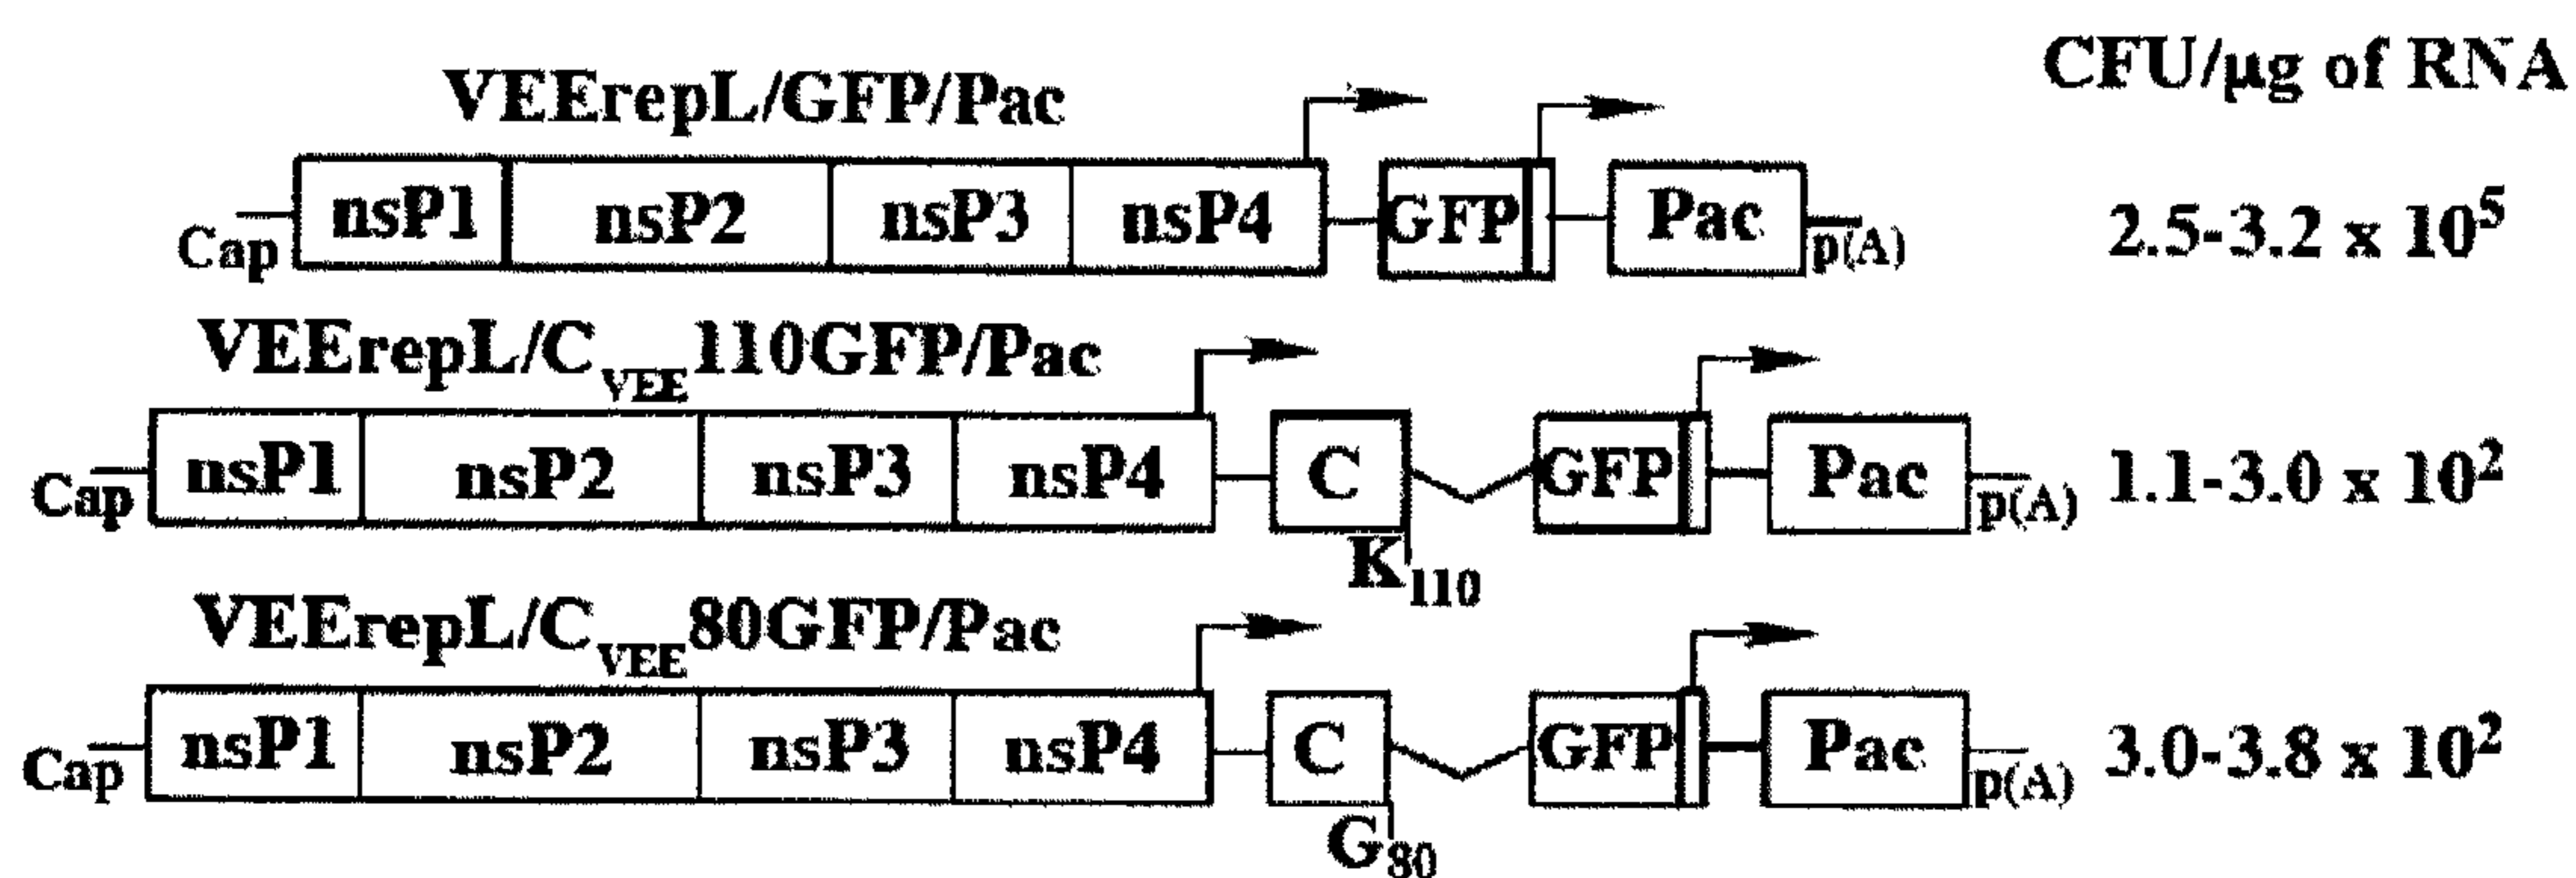 CFU/µg of RNA
VEErepL/GFP/Pac
Cap nsP1 nsP2 nsP3 nsP4 GFP Pac p(A) 2.5-3.2 x 10⁵
VEErepL/C_VEE110GFP/Pac
Cap nsP1 nsP2 nsP3 nsP4 C GFP Pac p(A) 1.1-3.0 x 10²
K₁₁₀
VEErepL/C_VEE80GFP/Pac
Cap nsP1 nsP2 nsP3 nsP4 C GFP Pac p(A) 3.0-3.8 x 10²
G₈₀